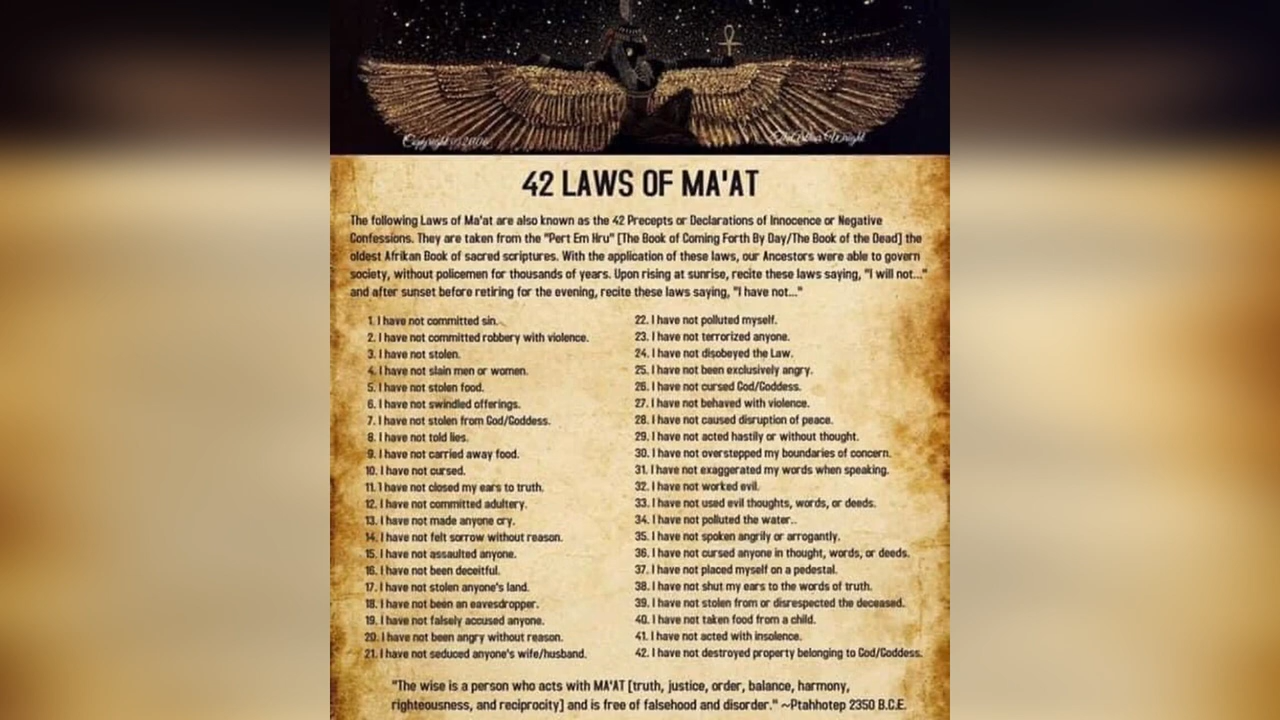 Copyright (c) 2006
Wright
42 LAWS OF MA'AT
The following Laws of Ma'at are also known as the 42 Precepts or Declarations of Innocence or Negative
Confessions. They are taken from the "Pert Em Hru" [The Book of Coming Forth By Day/The Book of the Dead] the
oldest Afrikan Book of sacred scriptures. With the application of these laws, our Ancestors were able to govern
society, without policemen for thousands of years. Upon rising at sunrise, recite these laws saying, "I will not..."
and after sunset before retiring for the evening, recite these laws saying, "I have not..."
1. I have not committed sin.
2. I have not committed robbery with violence.
3. I have not stolen.
4. I have not slain men or women.
5. I have not stolen food.
6. I have not swindled offerings.
7. I have not stolen from God/Goddess.
8. I have not told lies.
9. I have not carried away food.
10. I have not cursed.
11. I have not closed my ears to truth.
12. I have not committed adultery.
13. I have not made anyone cry.
14. I have not felt sorrow without reason.
15. I have not assaulted anyone.
16. I have not been deceitful.
17. I have not stolen anyone's land.
18. I have not been an eavesdropper.
19. I have not falsely accused anyone.
20. I have not been angry without reason.
21. I have not seduced anyone's wife/husband.
22. I have not polluted myself.
23. I have not terrorized anyone.
24. I have not disobeyed the Law.
25. I have not been exclusively angry.
26. I have not cursed God/Goddess.
27. I have not behaved with violence.
28. I have not caused disruption of peace.
29. I have not acted hastily or without thought.
30. I have not overstepped my boundaries of concern.
31. I have not exaggerated my words when speaking.
32. I have not worked evil.
33. I have not used evil thoughts, words, or deeds.
34. I have not polluted the water..
35. I have not spoken angrily or arrogantly.
36. I have not cursed anyone in thought, words, or deeds.
37. I have not placed myself on a pedestal.
38. I have not shut my ears to the words of truth.
39. I have not stolen from or disrespected the deceased.
40. I have not taken food from a child.
41. I have not acted with insolence.
42. I have not destroyed property belonging to God/Goddess.
"The wise is a person who acts with MA'AT [truth, justice, order, balance, harmony,
righteousness, and reciprocity] and is free of falsehood and disorder." ~Ptahhotep 2350 B.C.E.